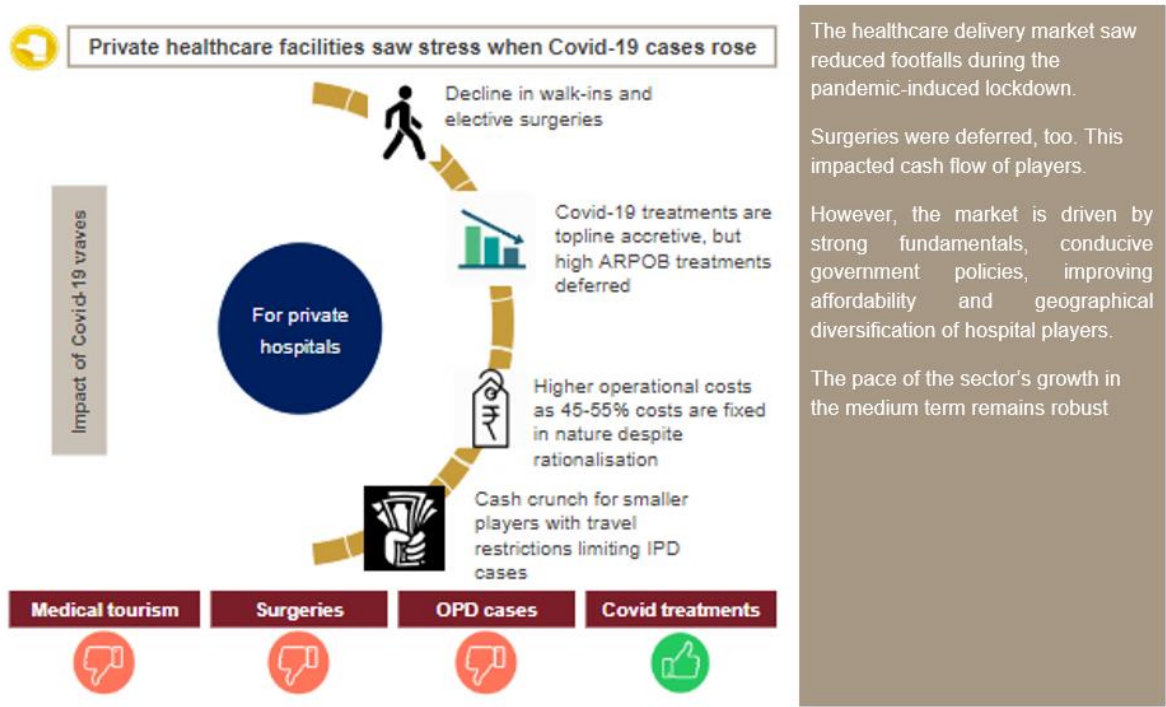 Private healthcare facilities saw stress when Covid-19 cases rose
Impact of Covid-19 waves
For private
hospitals
Decline in walk-ins and
elective surgeries
Covid-19 treatments are
topline accretive, but
high ARPOB treatments
deferred
Higher operational costs
as 45-55% costs are fixed
in nature despite
rationalisation
Cash crunch for smaller
players with travel
restrictions limiting IPD
cases
Medical tourism
Surgeries
OPD cases
Covid treatments
The healthcare delivery market saw
reduced footfalls during the
pandemic-induced lockdown.
Surgeries were deferred, too. This
impacted cash flow of players.
However, the market is driven by
strong fundamentals, conducive
government policies, improving
affordability and geographical
diversification of hospital players.
The pace of the sector's growth in
the medium term remains robust